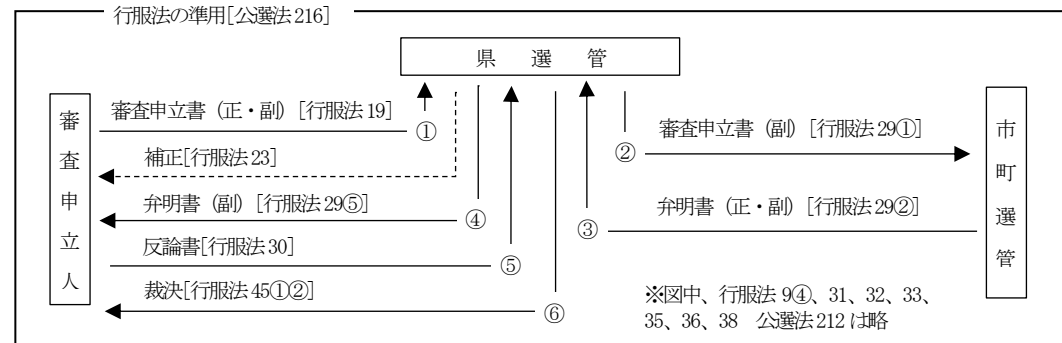 行服法の準用[公選法216]
県　選　管
審査申立人
審査申立書（正・副）[行服法19]
①
補正[行服法23]
弁明書（副）[行服法29⑤]
④
反論書[行服法30]
⑤
裁決[行服法45①②]
⑥
②
審査申立書（副）[行服法29①]
③
弁明書（正・副）[行服法29②]
市町選管
※図中、行服法9④、31、32、33、
35、36、38　公選法212は略